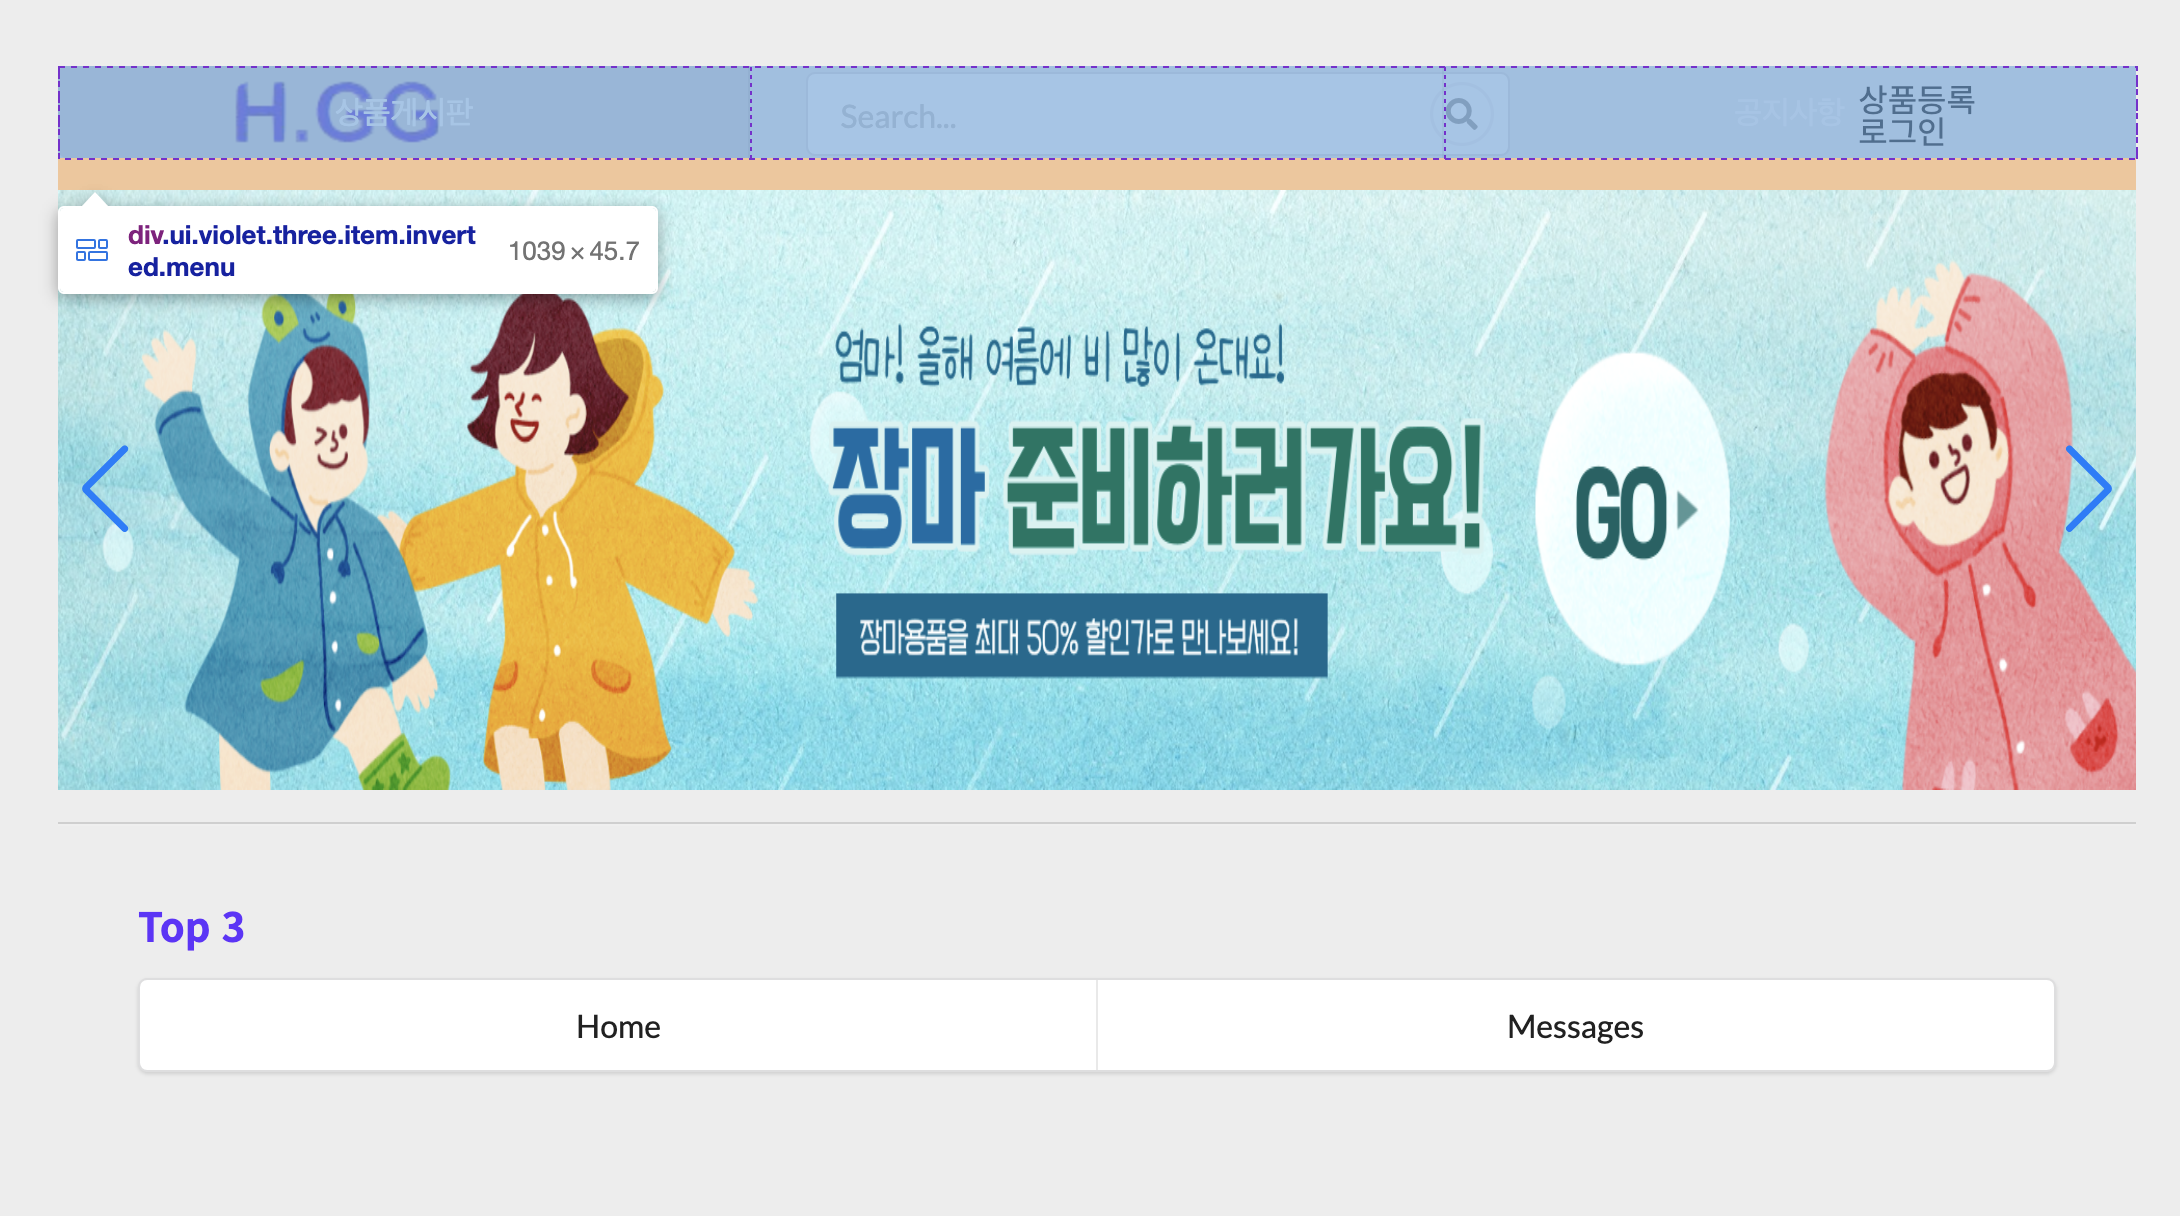 H.GG
상품게시판
Search...
공지사항
상품등록
로그인
div.ui.violet.three.item.invert
ed.menu
1039 × 45.7
엄마! 올해 여름에 비 많이 온대요!
장마 준비하러가요!
GO
장마용품을 최대 50% 할인가로 만나보세요!
Top 3
Home
Messages